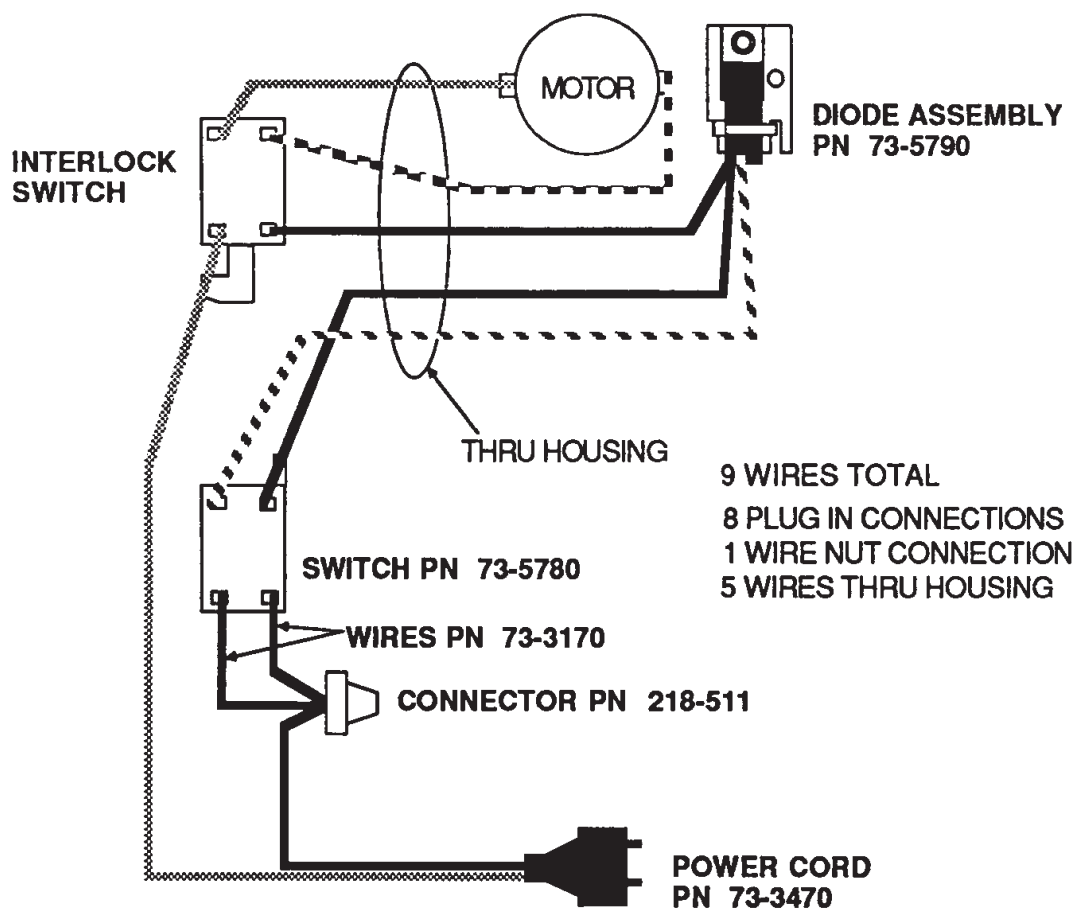 MOTOR
DIODE ASSEMBLY
PN 73-5790
INTERLOCK
SWITCH
THRU HOUSING
9 WIRES TOTAL
8 PLUG IN CONNECTIONS
1 WIRE NUT CONNECTION
5 WIRES THRU HOUSING
SWITCH PN 73-5780
WIRES PN 73-3170
CONNECTOR PN 218-511
POWER CORD
PN 73-3470